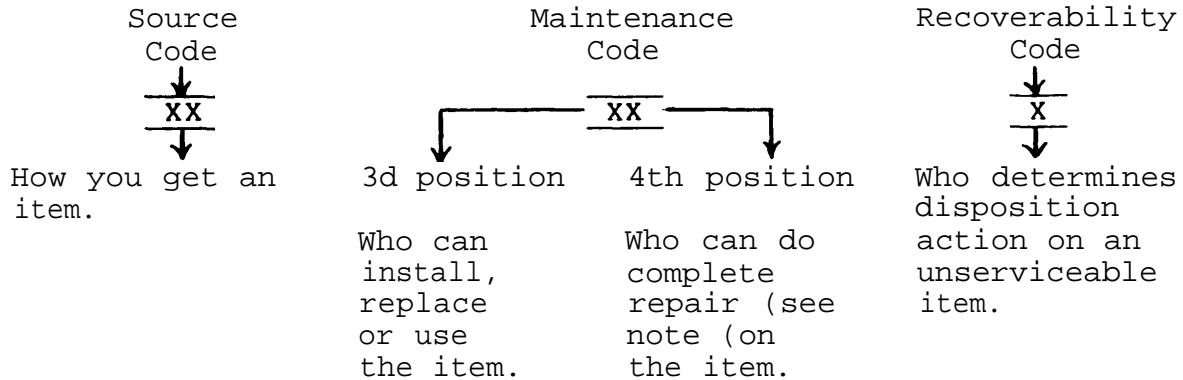 Source
Code
XX
How you get an
item.
Maintenance
Code
XX
3d position
Who can
install,
replace
or use
the item.
4th position
Who can do
complete
repair (see
note (on
the item.
Recoverability
Code
X
Who determines
disposition
action on an
unserviceable
item.